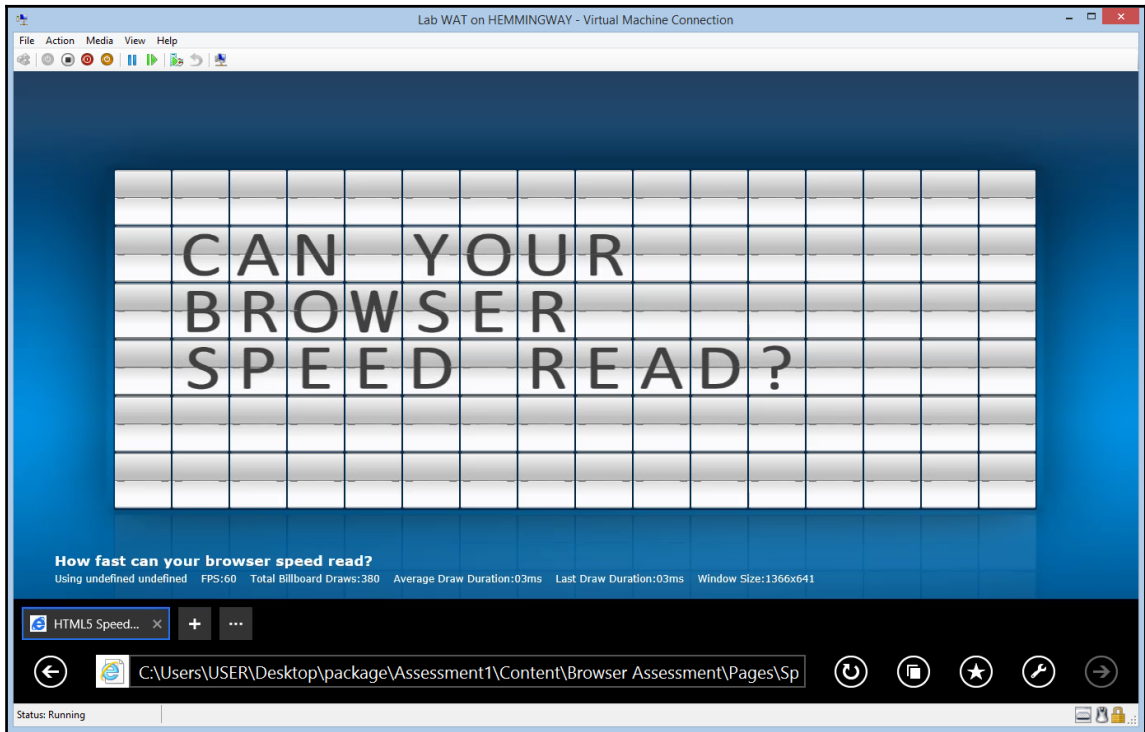 Lab WAT on HEMMINGWAY - Virtual Machine Connection
File Action Media View Help
CAN YOUR
BROWSER
SPEED READ?
How fast can your browser speed read?
Using undefined undefined FPS:60 Total Billboard Draws:380 Average Draw Duration:03ms Last Draw Duration:03ms Window Size:1366x641
HTML5 Speed...
C:\Users\USER\Desktop\package\Assessment1\Content\Browser Assessment\Pages\Sp
Status: Running